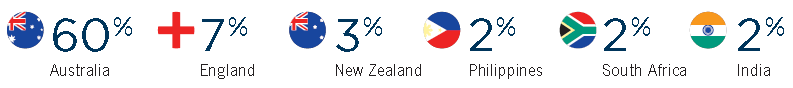 60% 7% 3% 2% 2% 2%
Australia England New Zealand Philippines South Africa India